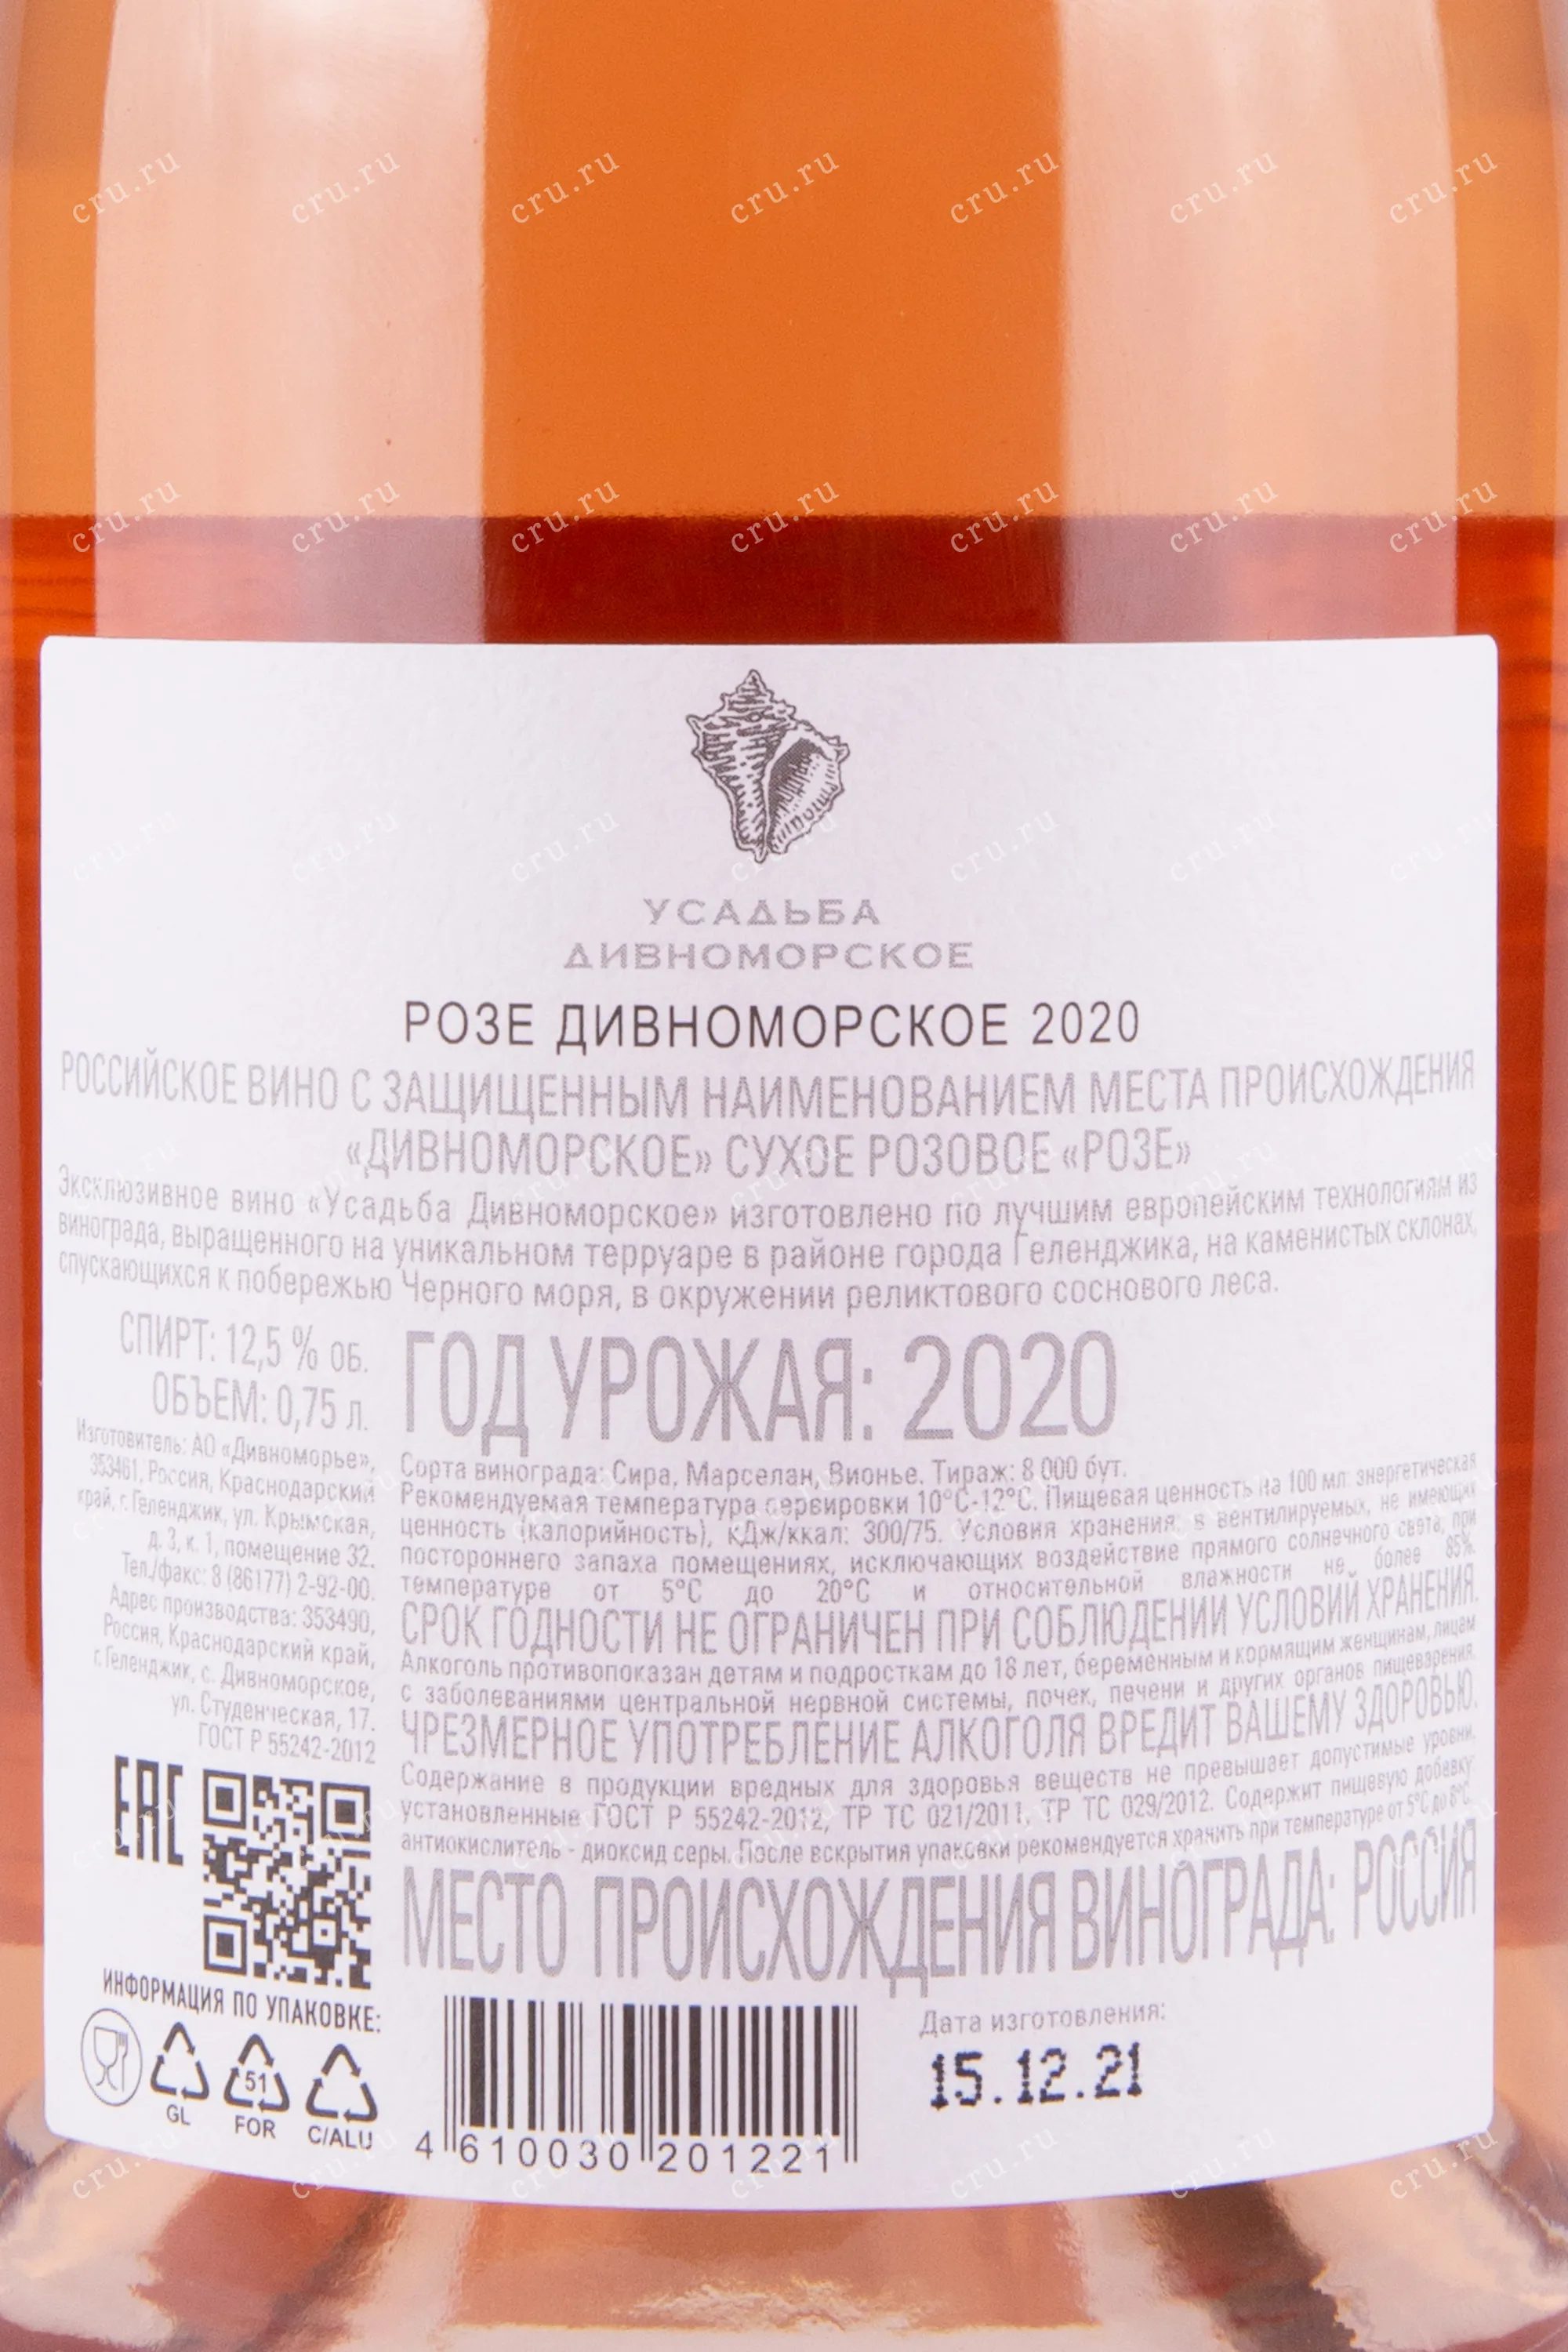 УСАДЬБА
ДИВНОМОРСКОЕ
РОЗЕ ДИВНОМОРСКОЕ 2020
РОССИЙСКОЕ ВИНО С ЗАЩИЩЕННЫМ НАИМЕНОВАНИЕМ МЕСТА ПРОИСХОЖДЕНИЯ
«ДИВНОМОРСКОЕ» СУХОЕ РОЗОВОЕ «РОЗЕ»
Эксклюзивное вино «Усадьба Дивноморское» изготовлено по лучшим европейским технологиям из
винограда, выращенного на уникальном терруаре в районе города Геленджика, на каменистых склонах,
спускающихся к побережью Черного моря, в окружении реликтового соснового леса.
СПИРТ: 12,5 % ОБ.
ОБЪЕМ: 0,75 Л.
Изготовитель: АО «Дивноморье»,
353461, Россия, Краснодарский
край, г. Геленджик, ул. Крымская,
д. 3, к. 1, помещение 32.
Тел./факс: 8 (86177) 2-92-00.
Адрес производства: 353490,
Россия, Краснодарский край,
г. Геленджик, с. Дивноморское,
ул. Студенческая, 17.
ГОСТ Р 55242-2012
EAC
ИНФОРМАЦИЯ ПО УПАКОВКЕ:
GL
51
FOR
C/ALU
ГОД УРОЖАЯ: 2020
Сорта винограда: Сира, Марселан, Вионье. Тираж: 8 000 бут.
Рекомендуемая температура сервировки 10°С-12°С. Пищевая ценность на 100 мл: энергетическая
ценность (калорийность), кДж/ккал: 300/75. Условия хранения: в вентилируемых, не имеющих
постороннего запаха помещениях, исключающих воздействие прямого солнечного света, при
температуре от 5°С до 20°С и относительной влажности не более 85%.
СРОК ГОДНОСТИ НЕ ОГРАНИЧЕН ПРИ СОБЛЮДЕНИИ УСЛОВИЙ ХРАНЕНИЯ.
Алкоголь противопоказан детям и подросткам до 18 лет, беременным и кормящим женщинам, лицам
с заболеваниями центральной нервной системы, почек, печени и других органов пищеварения.
ЧРЕЗМЕРНОЕ УПОТРЕБЛЕНИЕ АЛКОГОЛЯ ВРЕДИТ ВАШЕМУ ЗДОРОВЬЮ.
Содержание в продукции вредных для здоровья веществ не превышает допустимые уровни,
установленные ГОСТ Р 55242-2012, ТР ТС 021/2011, ТР ТС 029/2012. Содержит пищевую добавку
антиокислитель - диоксид серы. После вскрытия упаковки рекомендуется хранить при температуре от 5°С до 8°С.
МЕСТО ПРОИСХОЖДЕНИЯ ВИНОГРАДА: РОССИЯ
4 610030 201221
Дата изготовления:
15.12.21
cru.ru